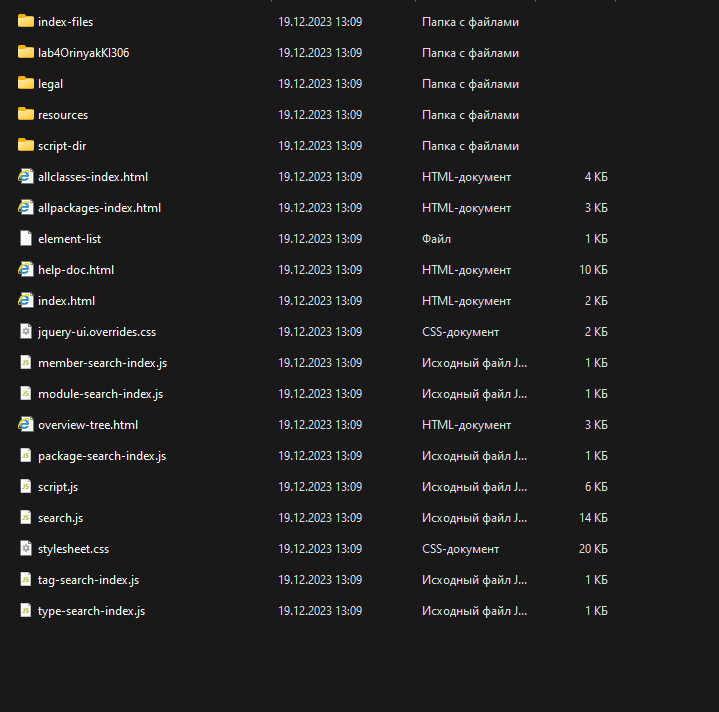 index-files 19.12.2023 13:09 Папка с файлами
lab4OrinyakKI306 19.12.2023 13:09 Папка с файлами
legal 19.12.2023 13:09 Папка с файлами
resources 19.12.2023 13:09 Папка с файлами
script-dir 19.12.2023 13:09 Папка с файлами
allclasses-index.html 19.12.2023 13:09 HTML-документ 4 КБ
allpackages-index.html 19.12.2023 13:09 HTML-документ 3 КБ
element-list 19.12.2023 13:09 Файл 1 КБ
help-doc.html 19.12.2023 13:09 HTML-документ 10 КБ
index.html 19.12.2023 13:09 HTML-документ 2 КБ
jquery-ui.overrides.css 19.12.2023 13:09 CSS-документ 2 КБ
member-search-index.js 19.12.2023 13:09 Исходный файл J... 1 КБ
module-search-index.js 19.12.2023 13:09 Исходный файл J... 1 КБ
overview-tree.html 19.12.2023 13:09 HTML-документ 3 КБ
package-search-index.js 19.12.2023 13:09 Исходный файл J... 1 КБ
script.js 19.12.2023 13:09 Исходный файл J... 6 КБ
search.js 19.12.2023 13:09 Исходный файл J... 14 КБ
stylesheet.css 19.12.2023 13:09 CSS-документ 20 КБ
tag-search-index.js 19.12.2023 13:09 Исходный файл J... 1 КБ
type-search-index.js 19.12.2023 13:09 Исходный файл J... 1 КБ